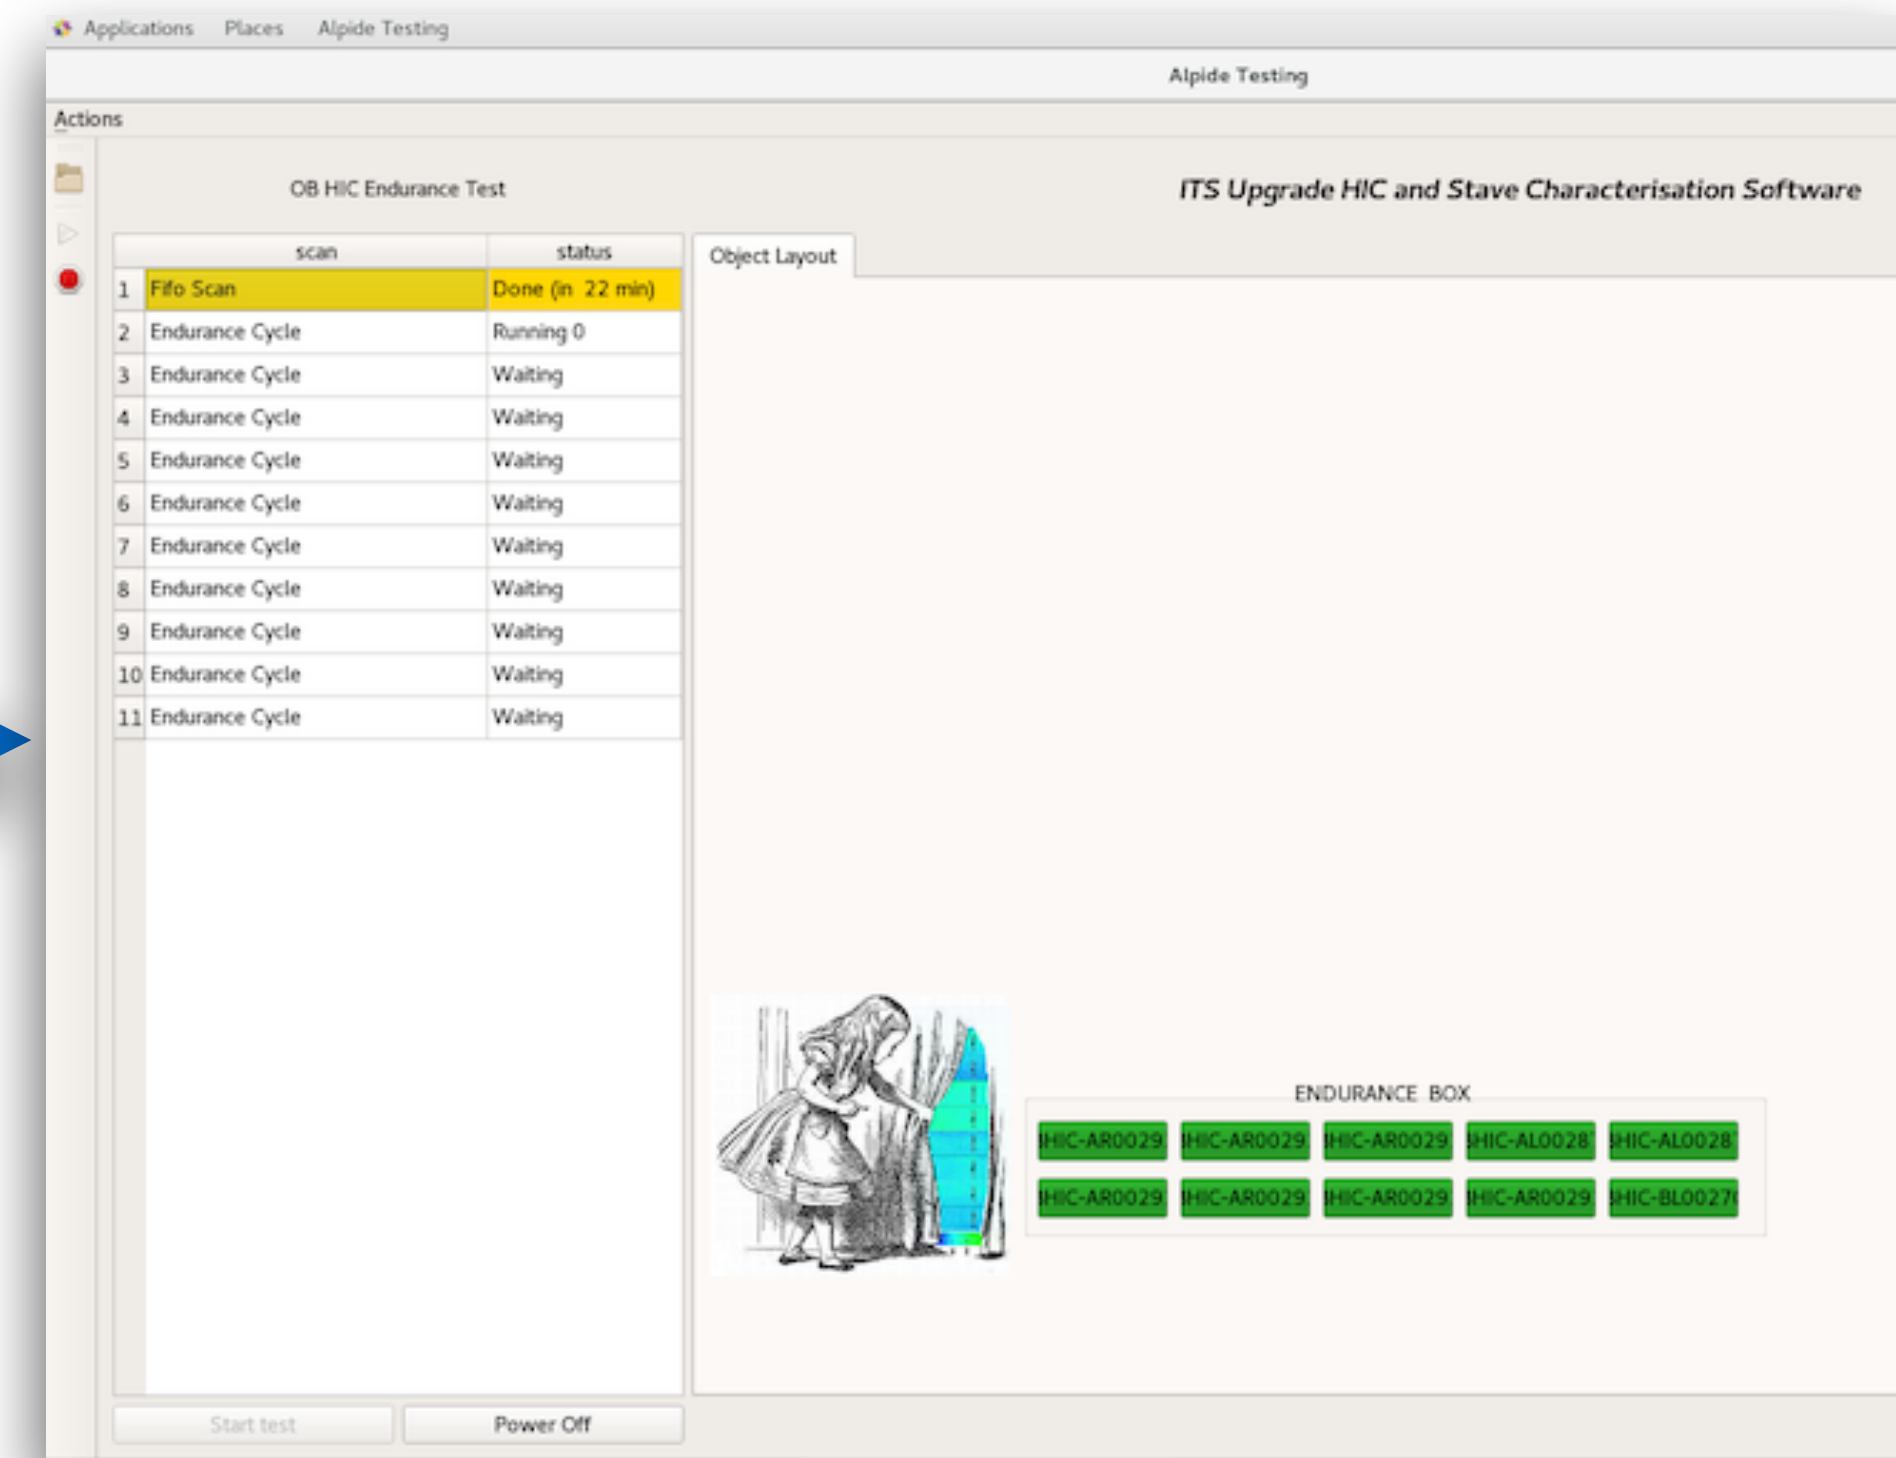 Applications Places Alpide Testing
Alpide Testing
Actions
OB HIC Endurance Test
ITS Upgrade HIC and Stave Characterisation Software
scan status
Object Layout
1 Fifo Scan Done (in 22 min)
2 Endurance Cycle Running 0
3 Endurance Cycle Waiting
4 Endurance Cycle Waiting
5 Endurance Cycle Waiting
6 Endurance Cycle Waiting
7 Endurance Cycle Waiting
8 Endurance Cycle Waiting
9 Endurance Cycle Waiting
10 Endurance Cycle Waiting
11 Endurance Cycle Waiting
ENDURANCE BOX
HIC-AR0029 HIC-AR0029 HIC-AR0029 HIC-AL0028 HIC-AL0028
HIC-AR0029 HIC-AR0029 HIC-AR0029 HIC-AR0029 HIC-BL0027
Start test Power Off